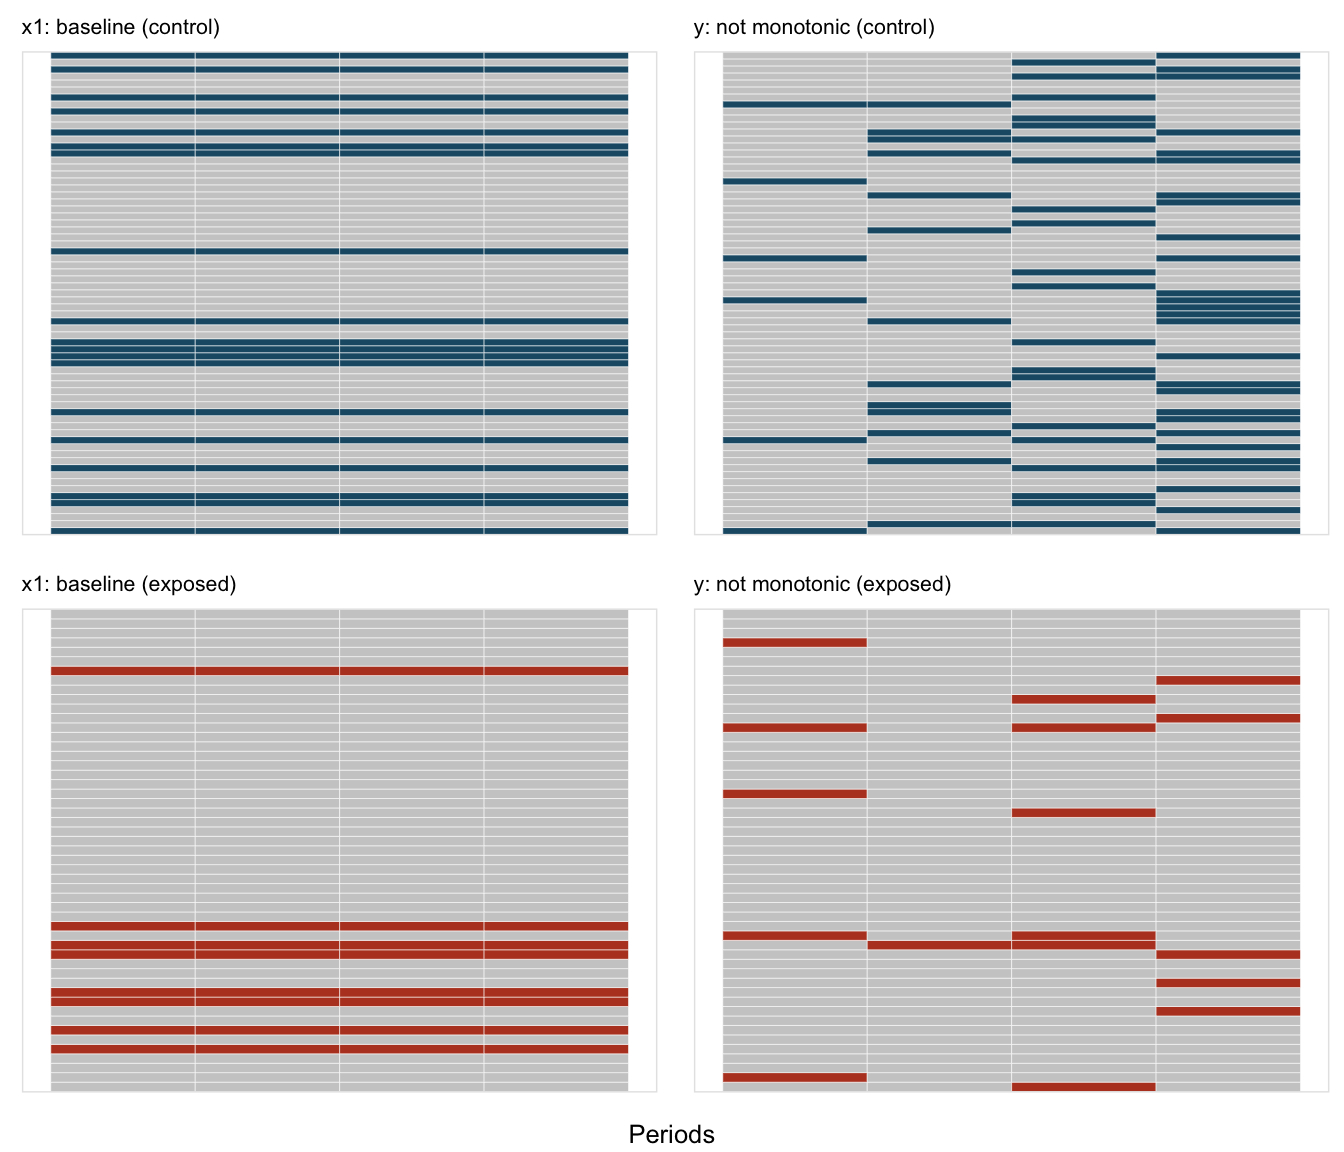 x1: baseline (control)
y: not monotonic (control)
x1: baseline (exposed)
y: not monotonic (exposed)
Periods